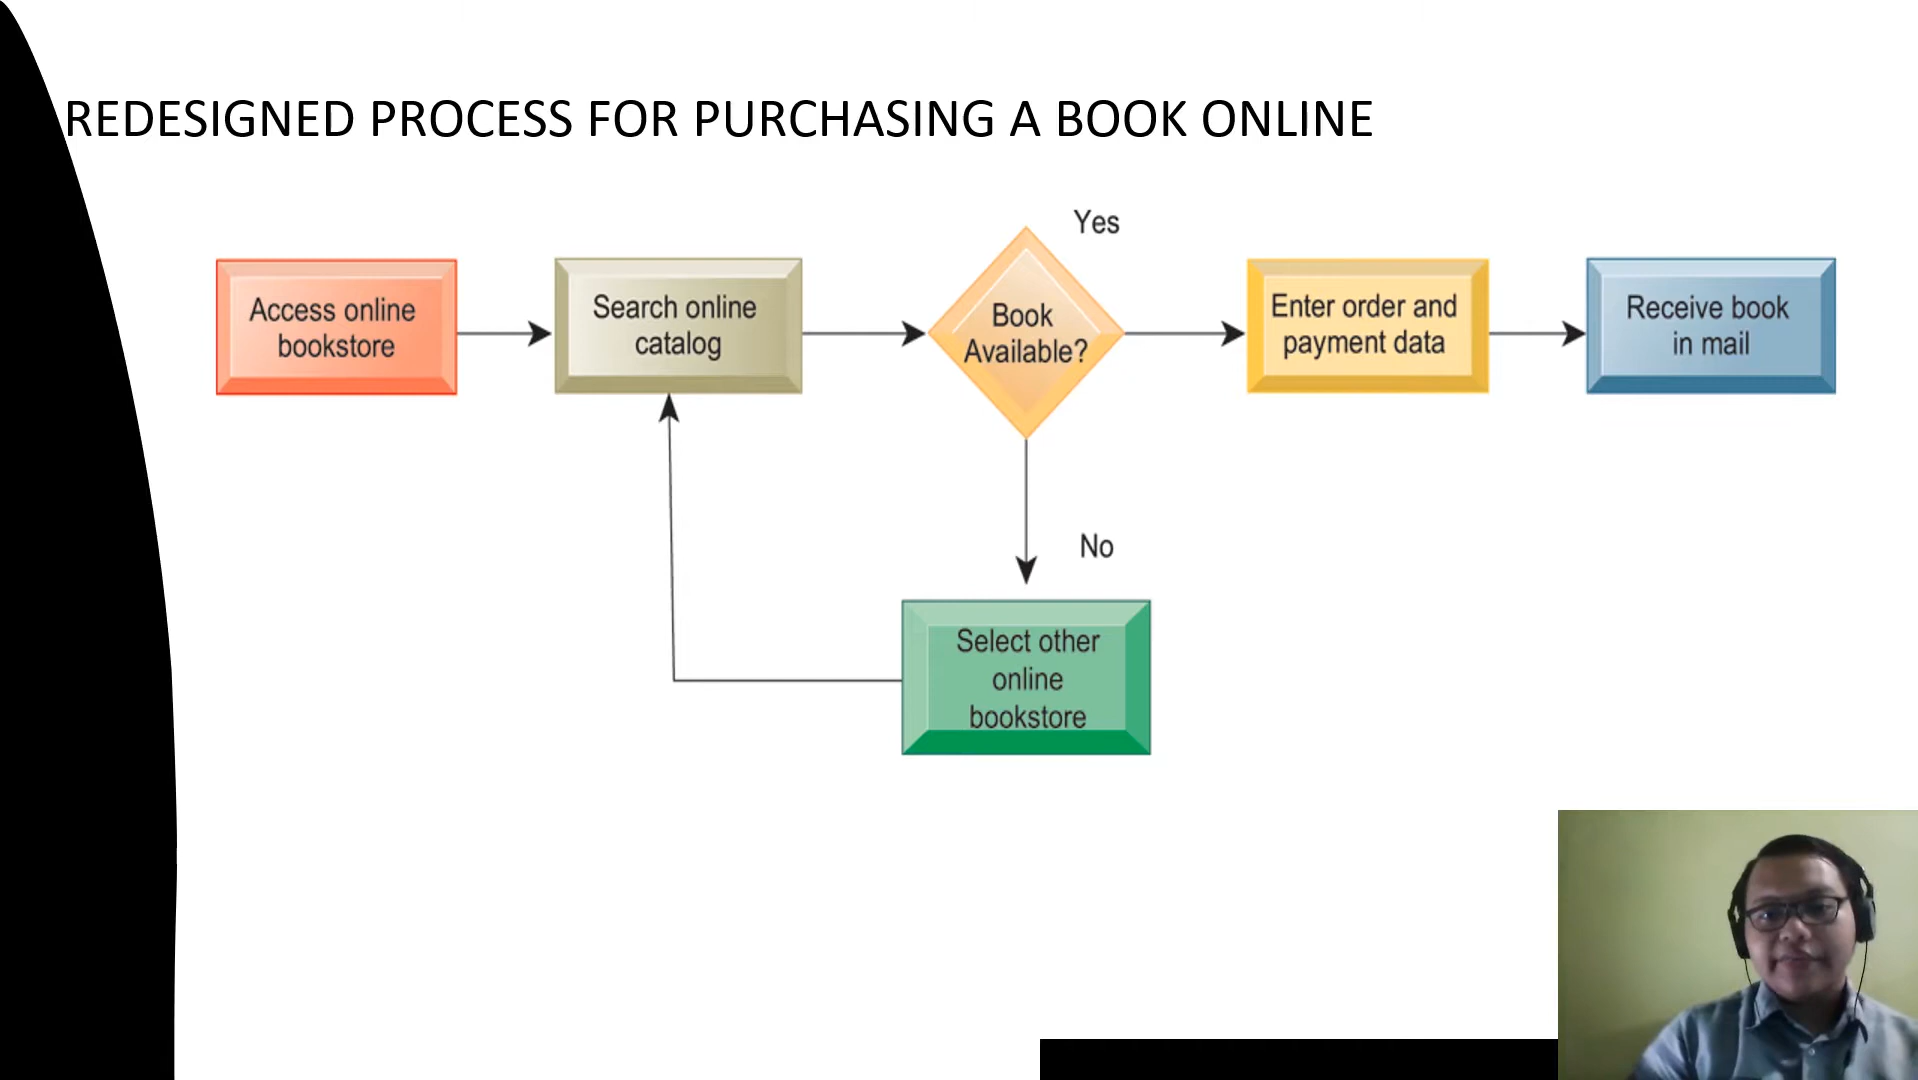 REDESIGNED PROCESS FOR PURCHASING A BOOK ONLINE
Yes
Access online
bookstore
Search online
catalog
Book
Available?
Enter order and
payment data
Receive book
in mail
No
Select other
online
bookstore